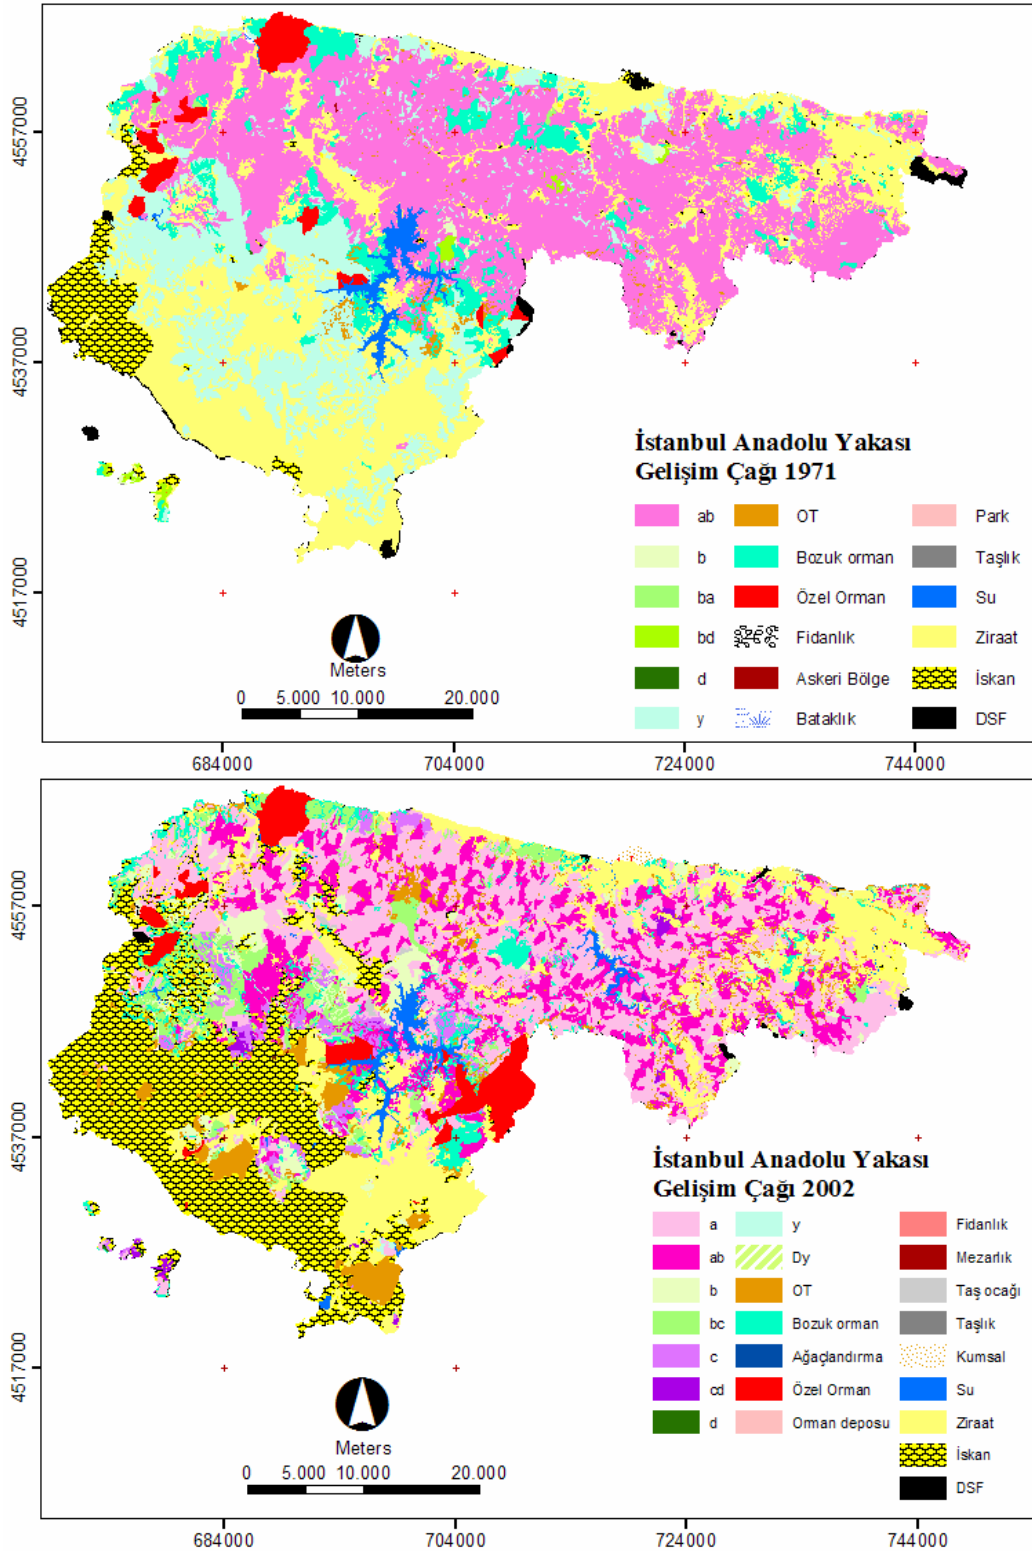 4557000
4537000
4517000
İstanbul Anadolu Yakası
Gelişim Çağı 1971
ab OT Park
b Bozuk orman Taşlık
ba Özel Orman Su
bd Fidanlık Ziraat
d Askeri Bölge İskan
y Bataklık DSF
Meters
0 5.000 10.000 20.000
684000 704000 724000 744000
4557000
4537000
4517000
İstanbul Anadolu Yakası
Gelişim Çağı 2002
a y Fidanlık
ab Dy Mezarlık
b OT Taş ocağı
bc Bozuk orman Taşlık
c Ağaçlandırma Kumsal
cd Özel Orman Su
d Orman deposu Ziraat
İskan
DSF
Meters
0 5.000 10.000 20.000
684000 704000 724000 744000